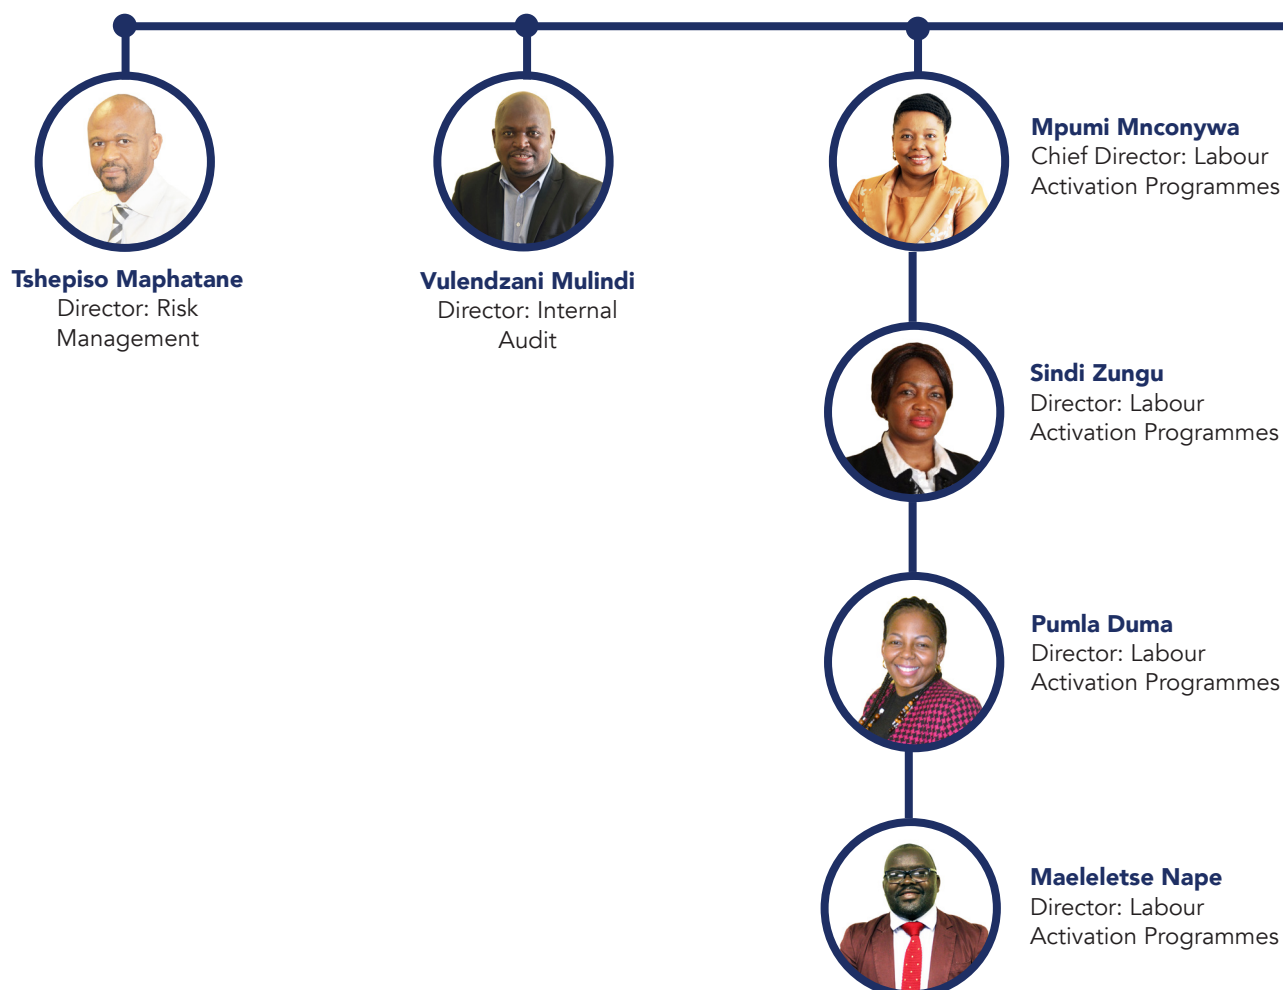 Tshepiso Maphatane
Director: Risk
Management
Vulendzani Mulindi
Director: Internal
Audit
Mpumi Mnconywa
Chief Director: Labour
Activation Programmes
Sindi Zungu
Director: Labour
Activation Programmes
Pumla Duma
Director: Labour
Activation Programmes
Maeleletse Nape
Director: Labour
Activation Programmes